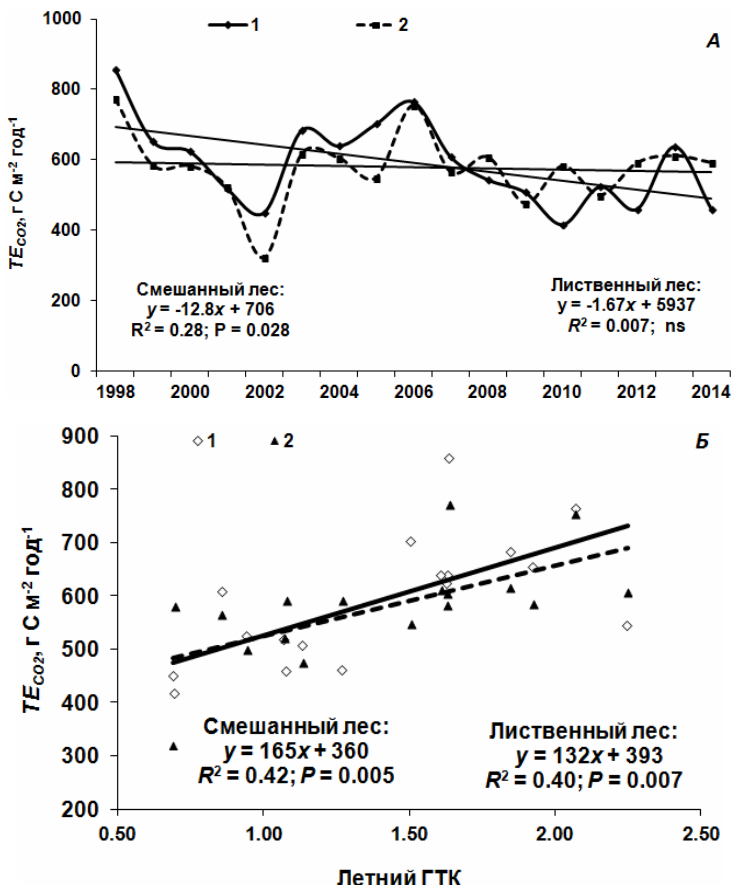 1000
1
2
А
800
600
400
200
0
TE_CO2, г С м⁻² год⁻¹
Смешанный лес:
y = -12.8x + 706
R² = 0.28; P = 0.028
Лиственный лес:
y = -1.67x + 5937
R² = 0.007; ns
1998 2000 2002 2004 2006 2008 2010 2012 2014
900
1
2
Б
800
700
600
500
400
300
200
TE_CO2, г С м⁻² год⁻¹
Смешанный лес:
y = 165x + 360
R² = 0.42; P = 0.005
Лиственный лес:
y = 132x + 393
R² = 0.40; P = 0.007
0.50 1.00 1.50 2.00 2.50
Летний ГТК